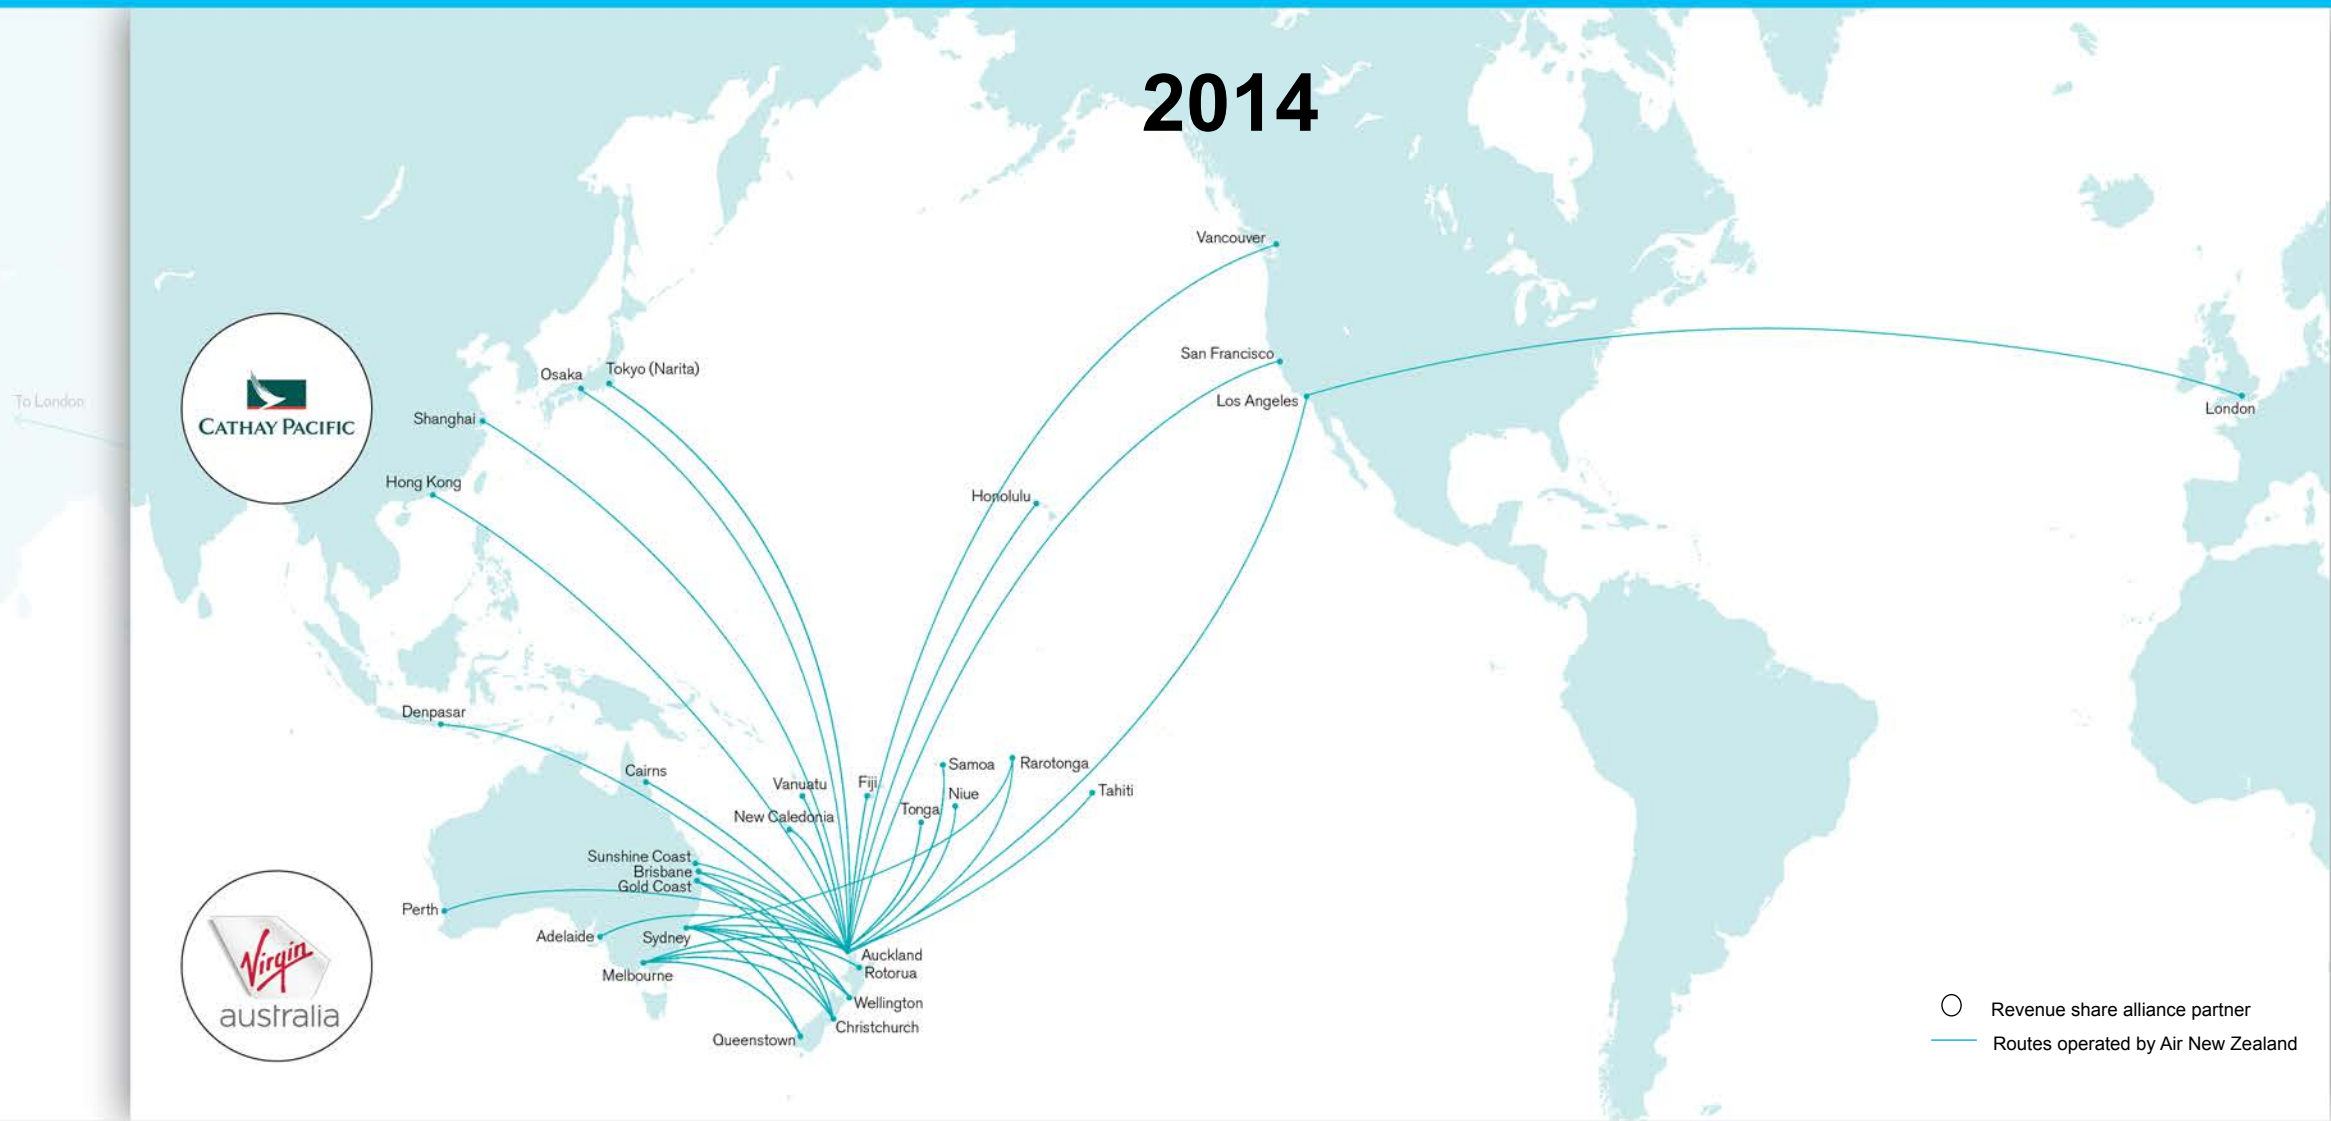 2014
Vancouver
San Francisco
Los Angeles
London
Osaka
Tokyo (Narita)
To London
CATHAY PACIFIC
Shanghai
Hong Kong
Honolulu
Denpasar
Cairns
Vanuatu
Fiji
Samoa
Rarotonga
New Caledonia
Tonga
Niue
Tahiti
Sunshine Coast
Brisbane
Gold Coast
Perth
Adelaide
Sydney
Melbourne
Auckland
Rotorua
Wellington
Christchurch
Queenstown
Virgin
australia
Revenue share alliance partner
Routes operated by Air New Zealand